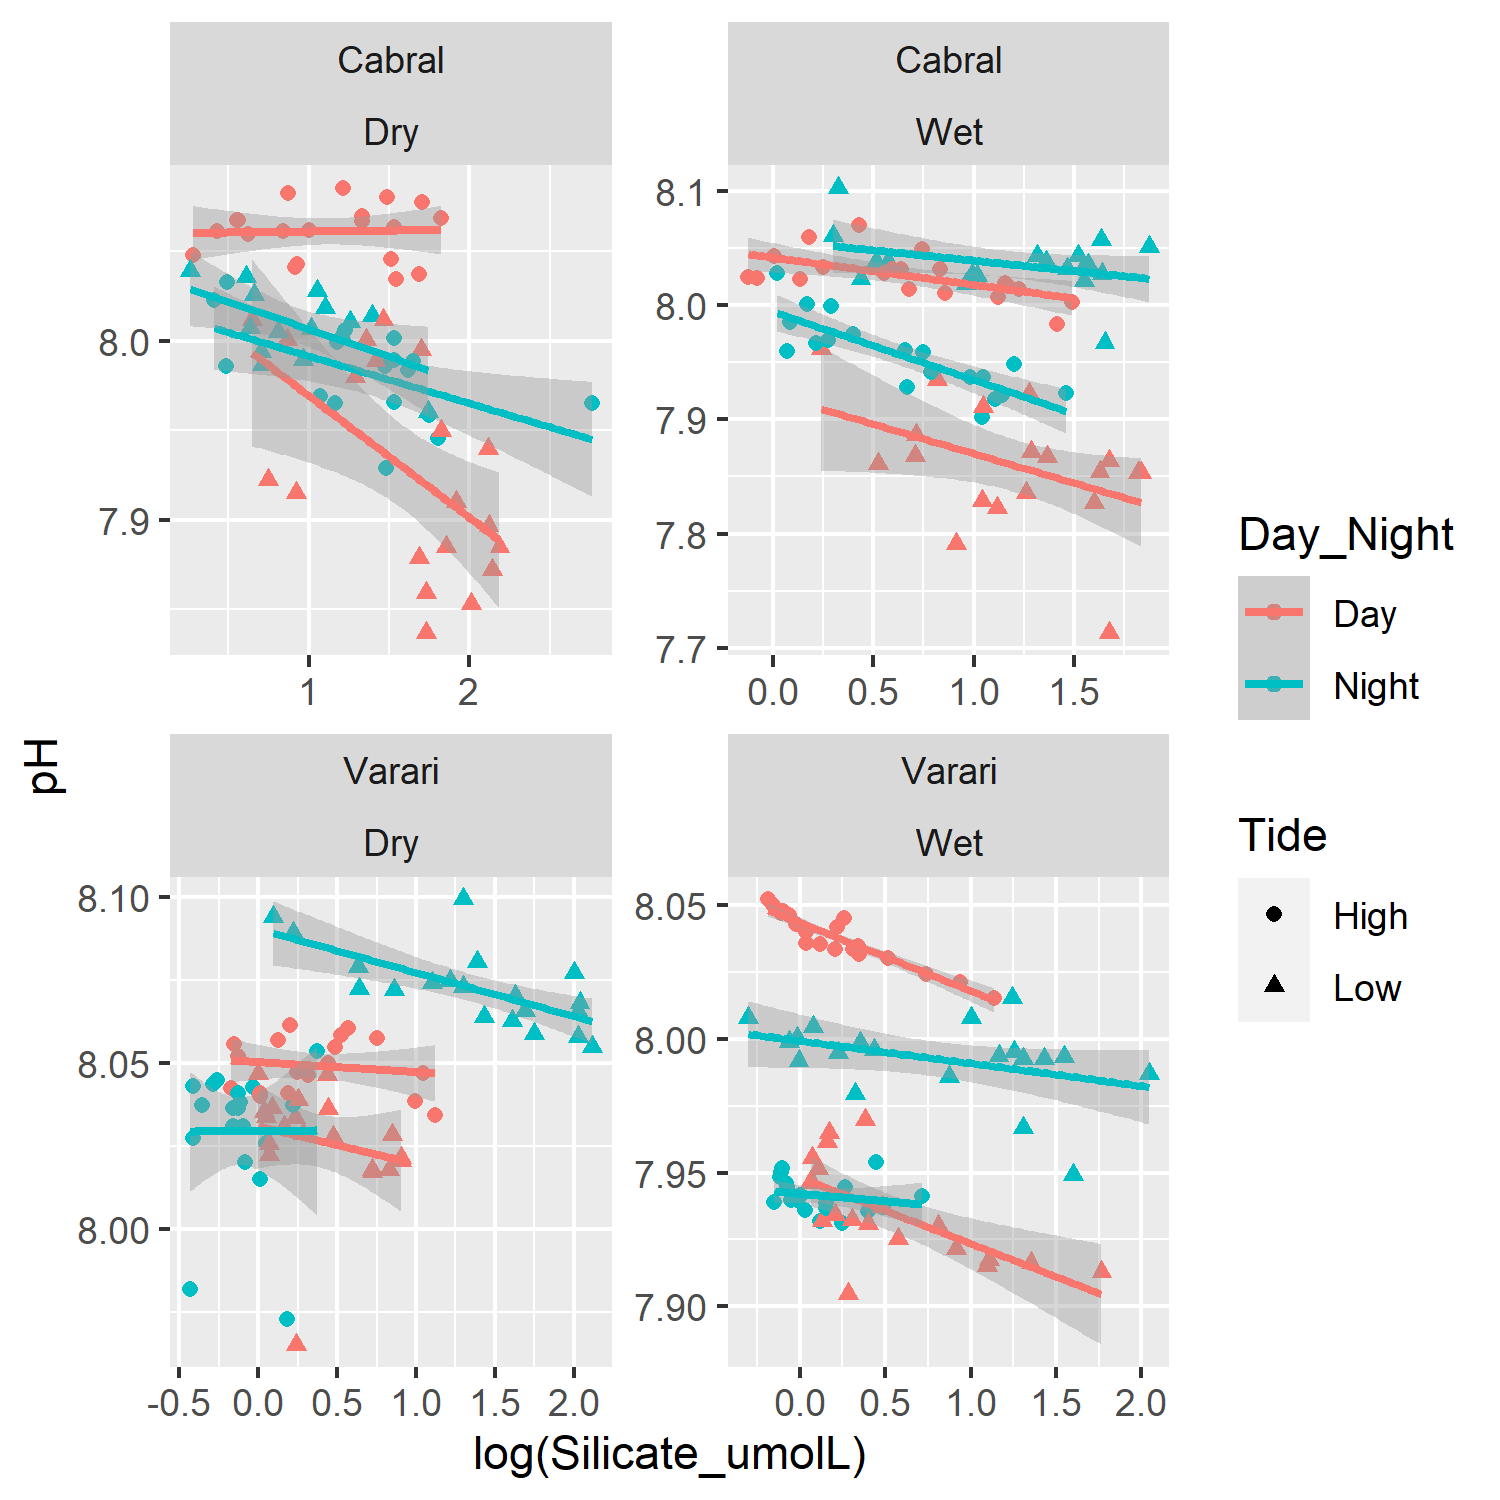 Cabral
Dry
Cabral
Wet
8.0
7.9
1 2
8.1
8.0
7.9
7.8
7.7
0.0 0.5 1.0 1.5
Varari
Dry
Varari
Wet
8.10
8.05
8.00
-0.5 0.0 0.5 1.0 1.5 2.0
8.05
8.00
7.95
7.90
0.0 0.5 1.0 1.5 2.0
pH
log(Silicate_umolL)
Day_Night
Day
Night
Tide
High
Low